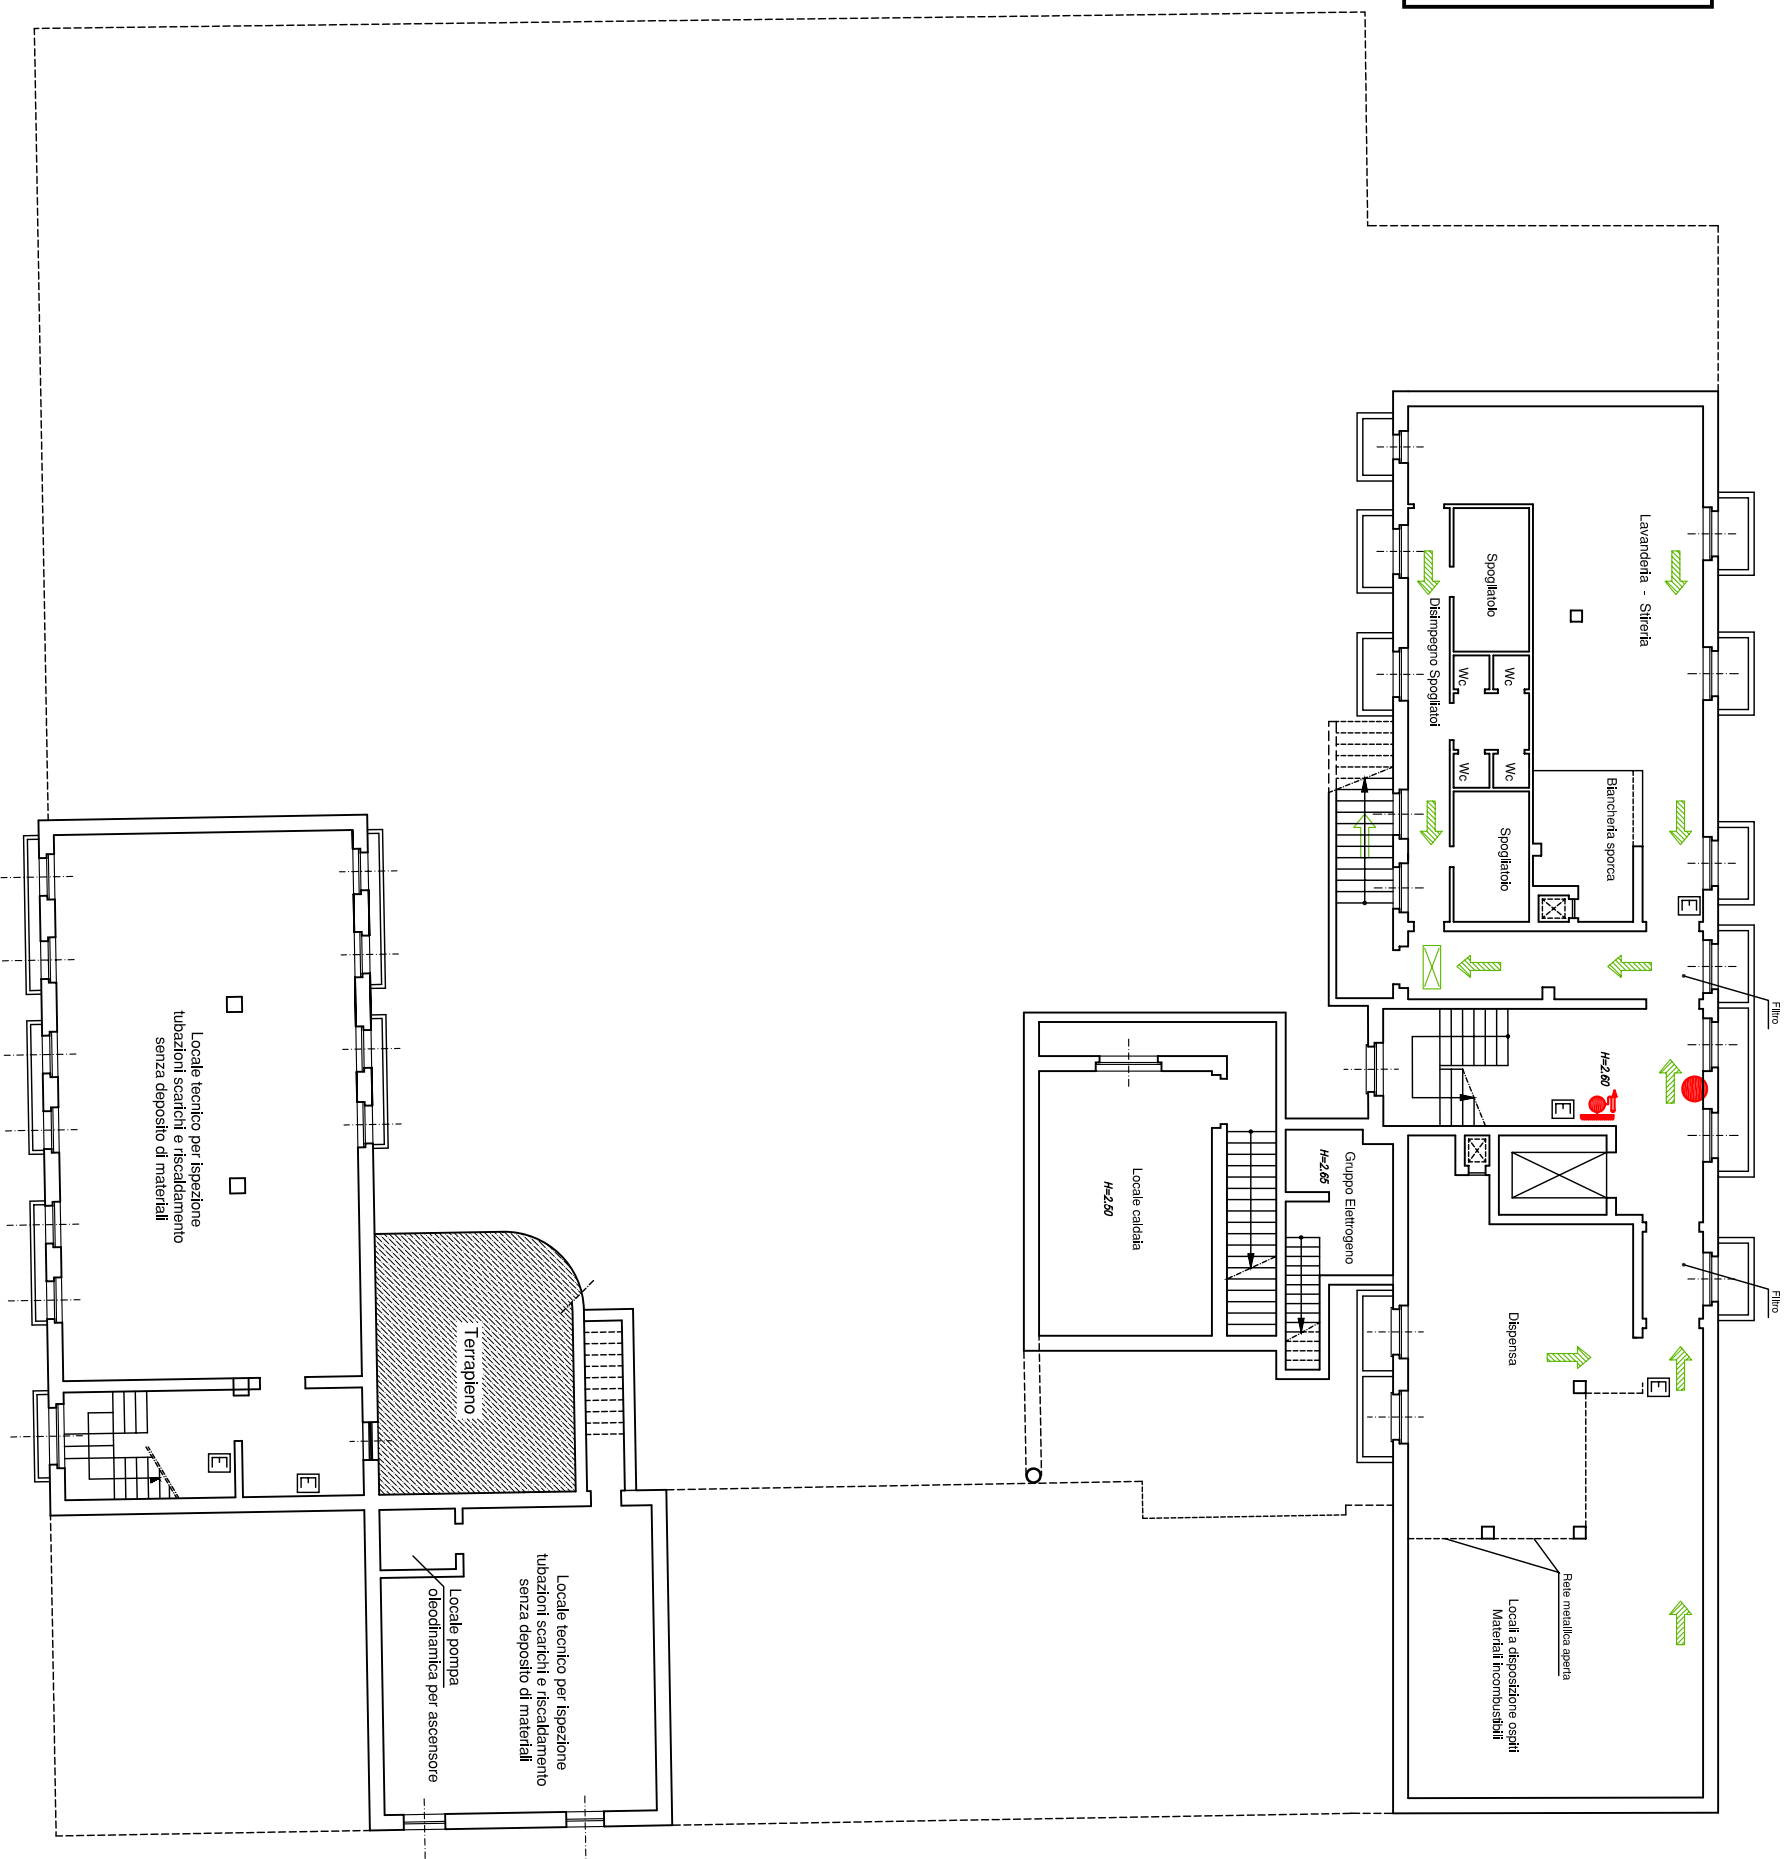 Lavanderia - Stireria
Spogliatoio
Disimpegno Spogliatoi
Wc
Wc
Wc
Wc
Biancheria sporca
Spogliatoio
E
Filtro
H=2.60
E
Gruppo Elettrogeno
H=2.65
Locale caldaia
H=2.50
Filtro
Dispensa
E
Rete metallica aperta
Locali a disposizione ospiti
Materiali incombustibili
Locale tecnico per ispezione
tubazioni scarichi e riscaldamento
senza deposito di materiali
Terrapieno
E
E
Locale tecnico per ispezione
tubazioni scarichi e riscaldamento
senza deposito di materiali
Locale pompa
oleodinamica per ascensore